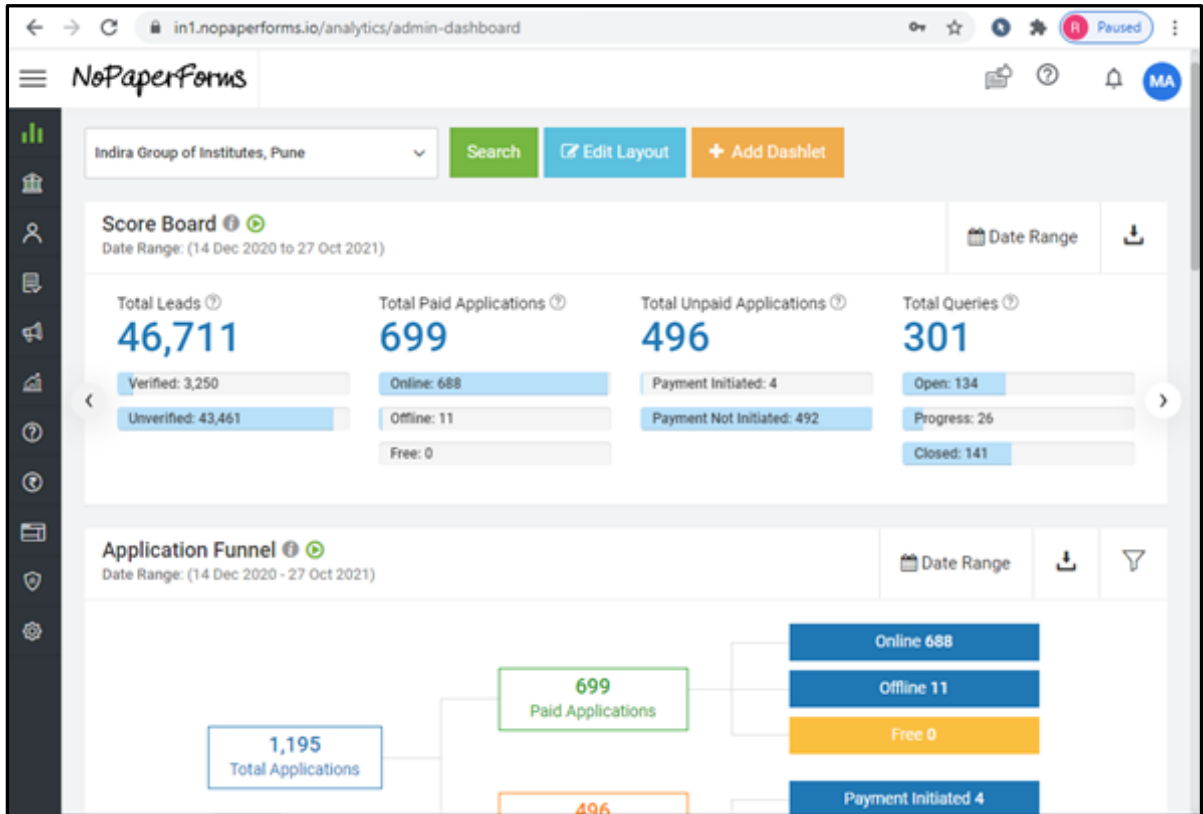 in1.nopaperforms.io/analytics/admin-dashboard
R Paused
NoPaperForms
MA
Indira Group of Institutes, Pune
Search
Edit Layout
+ Add Dashlet
Score Board
Date Range: (14 Dec 2020 to 27 Oct 2021)
Date Range
Total Leads
46,711
Verified: 3,250
Unverified: 43,461
Total Paid Applications
699
Online: 688
Offline: 11
Free: 0
Total Unpaid Applications
496
Payment Initiated: 4
Payment Not Initiated: 492
Total Queries
301
Open: 134
Progress: 26
Closed: 141
Application Funnel
Date Range: (14 Dec 2020 - 27 Oct 2021)
Date Range
1,195
Total Applications
699
Paid Applications
Online 688
Offline 11
Free 0
496
Payment Initiated 4